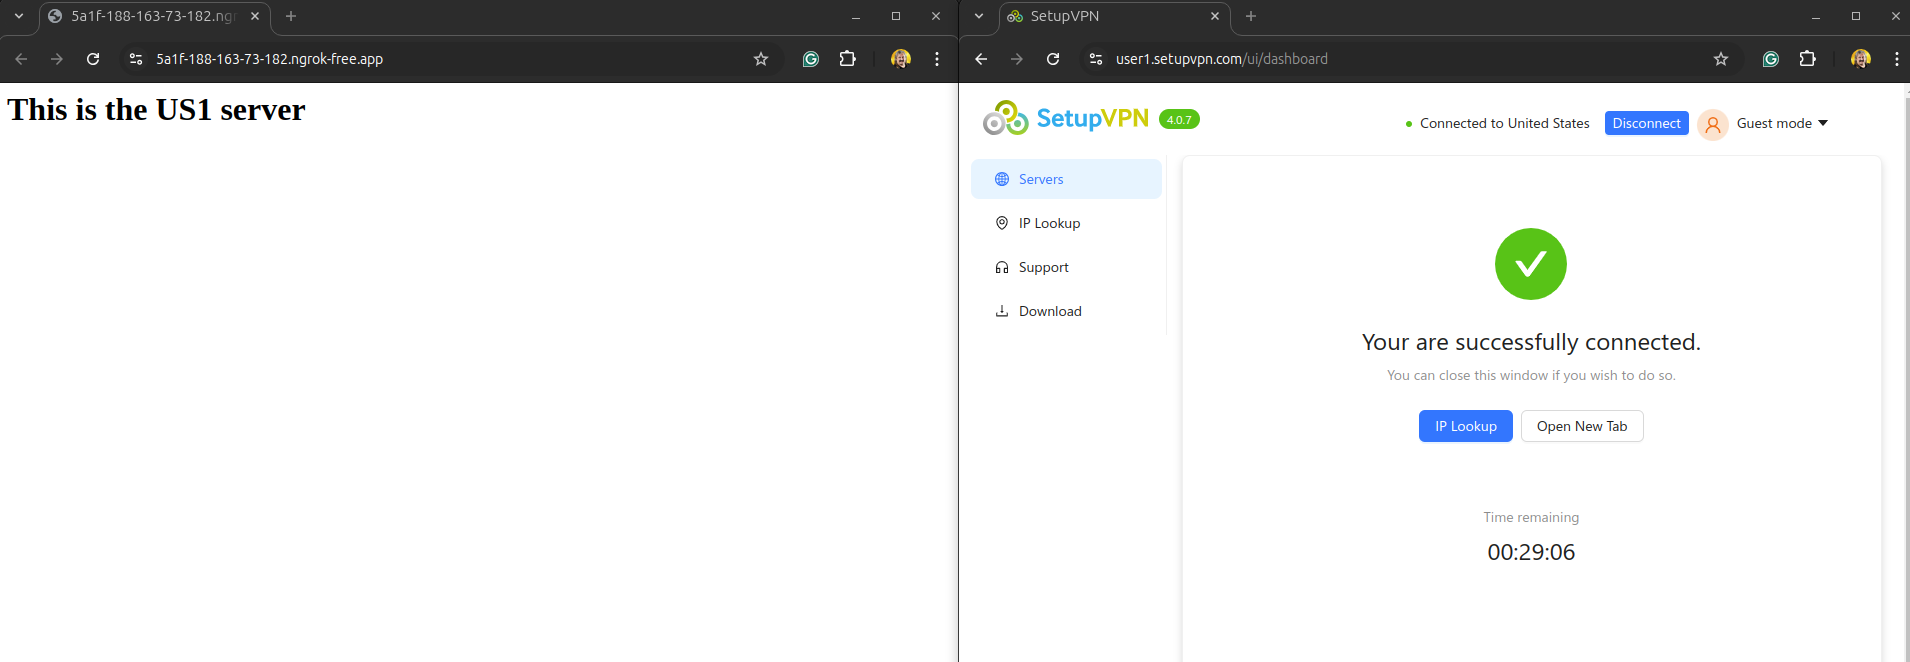 5a1f-188-163-73-182.ngr
5a1f-188-163-73-182.ngrok-free.app
This is the US1 server
SetupVPN
user1.setupvpn.com/ui/dashboard
SetupVPN 4.0.7
Connected to United States
Disconnect
Guest mode
Servers
IP Lookup
Support
Download
Your are successfully connected.
You can close this window if you wish to do so.
IP Lookup
Open New Tab
Time remaining
00:29:06